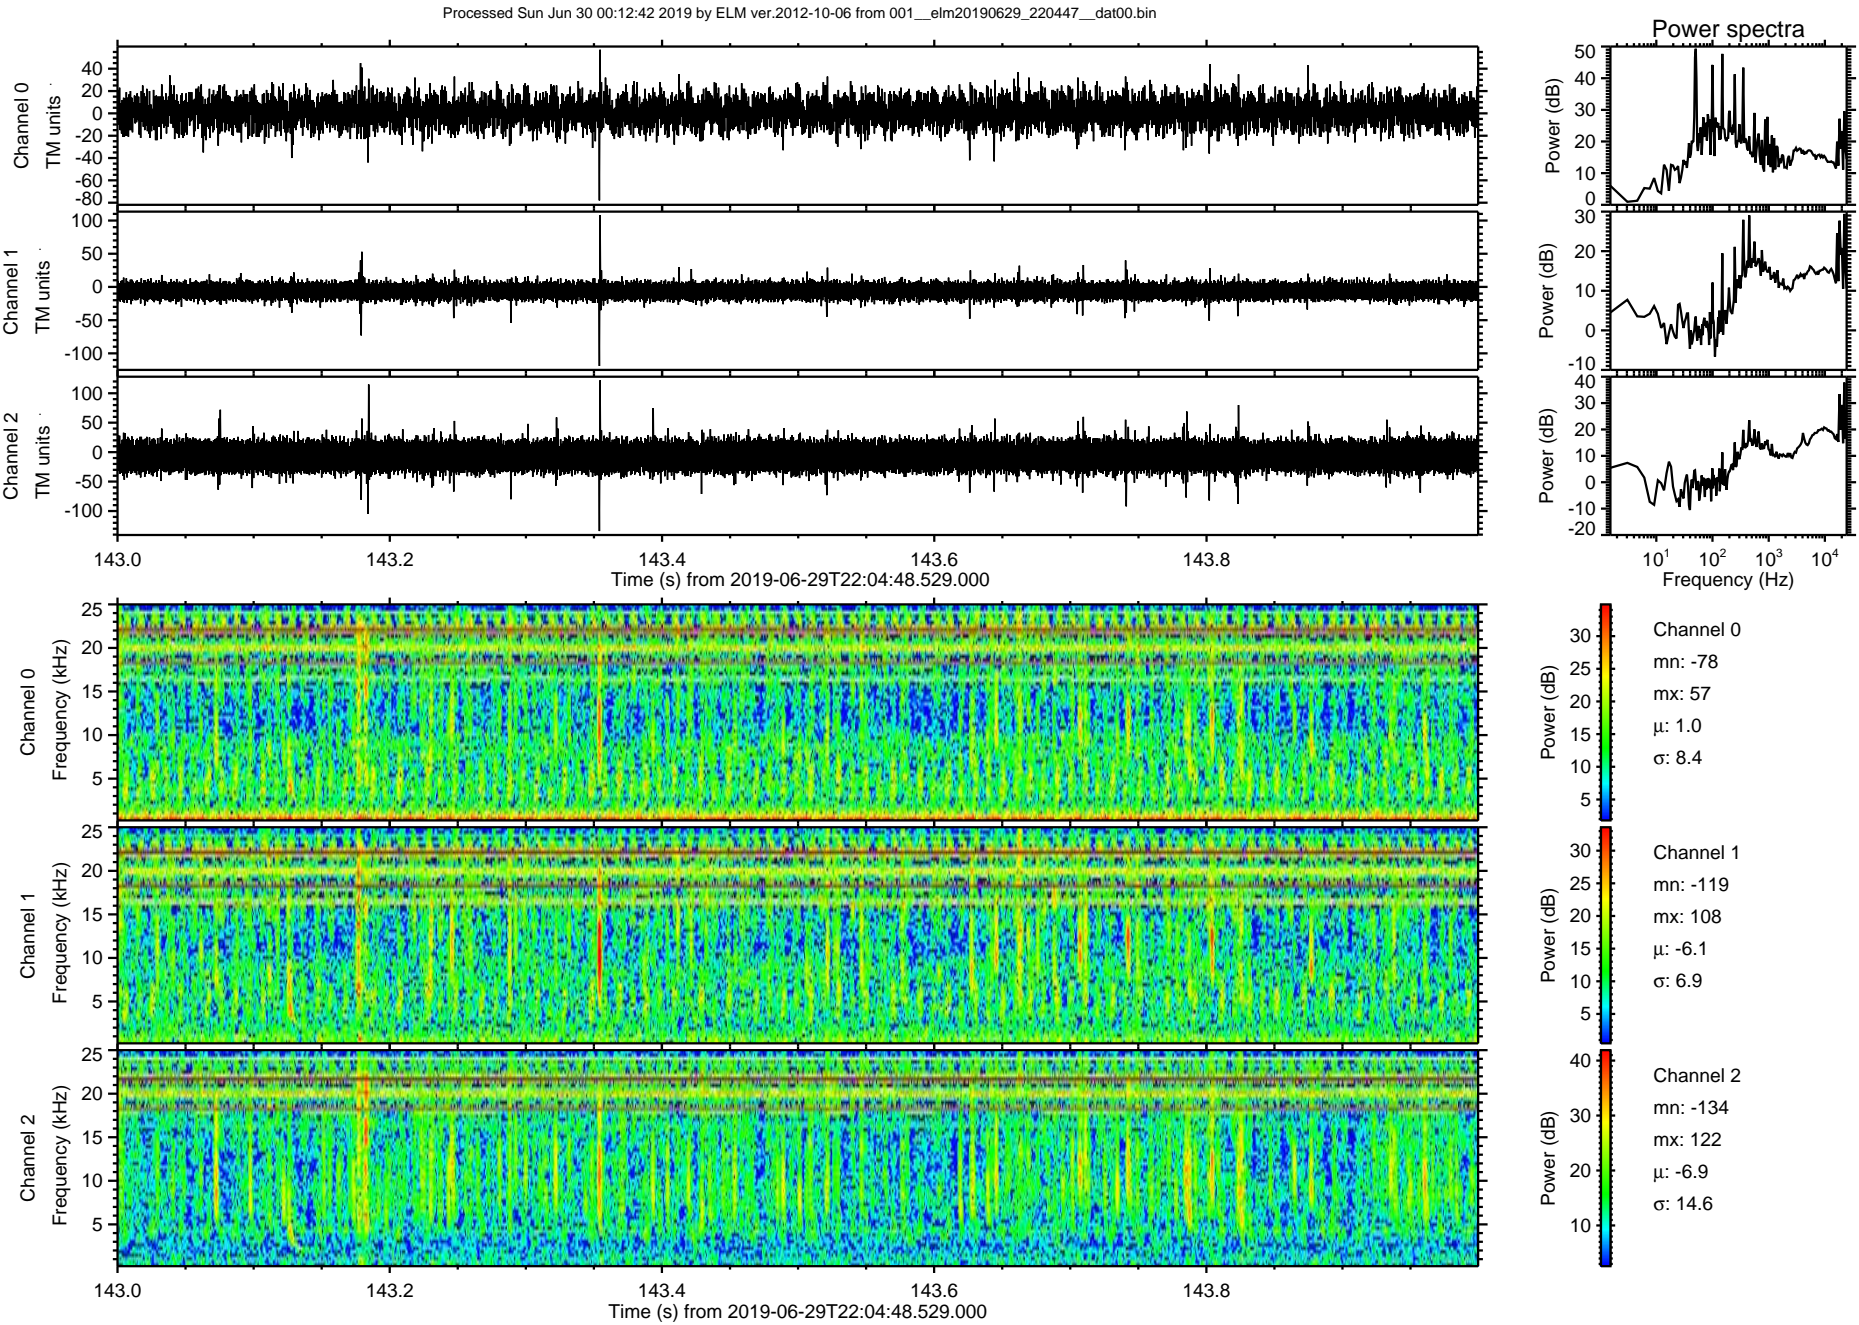 Processed Sun Jun 30 00:12:42 2019 by ELM ver.2012-10-06 from 001__elm20190629_220447__dat00.bin
Power spectra
Channel 0
TM units
40
20
0
-20
-40
-60
-80
Power (dB)
50
40
30
20
10
0
Channel 1
TM units
100
50
0
-50
-100
Power (dB)
30
20
10
0
-10
Channel 2
TM units
100
50
0
-50
-100
Power (dB)
40
30
20
10
0
-10
-20
143.0 143.2 143.4 143.6 143.8
Time (s) from 2019-06-29T22:04:48.529.000
10¹ 10² 10³ 10⁴
Frequency (Hz)
Channel 0
Frequency (kHz)
25
20
15
10
5
Power (dB)
30
25
20
15
10
5
Channel 0
mn: -78
mx: 57
μ: 1.0
σ: 8.4
Channel 1
Frequency (kHz)
25
20
15
10
5
Power (dB)
30
25
20
15
10
5
Channel 1
mn: -119
mx: 108
μ: -6.1
σ: 6.9
Channel 2
Frequency (kHz)
25
20
15
10
5
Power (dB)
40
30
20
10
Channel 2
mn: -134
mx: 122
μ: -6.9
σ: 14.6
143.0 143.2 143.4 143.6 143.8
Time (s) from 2019-06-29T22:04:48.529.000